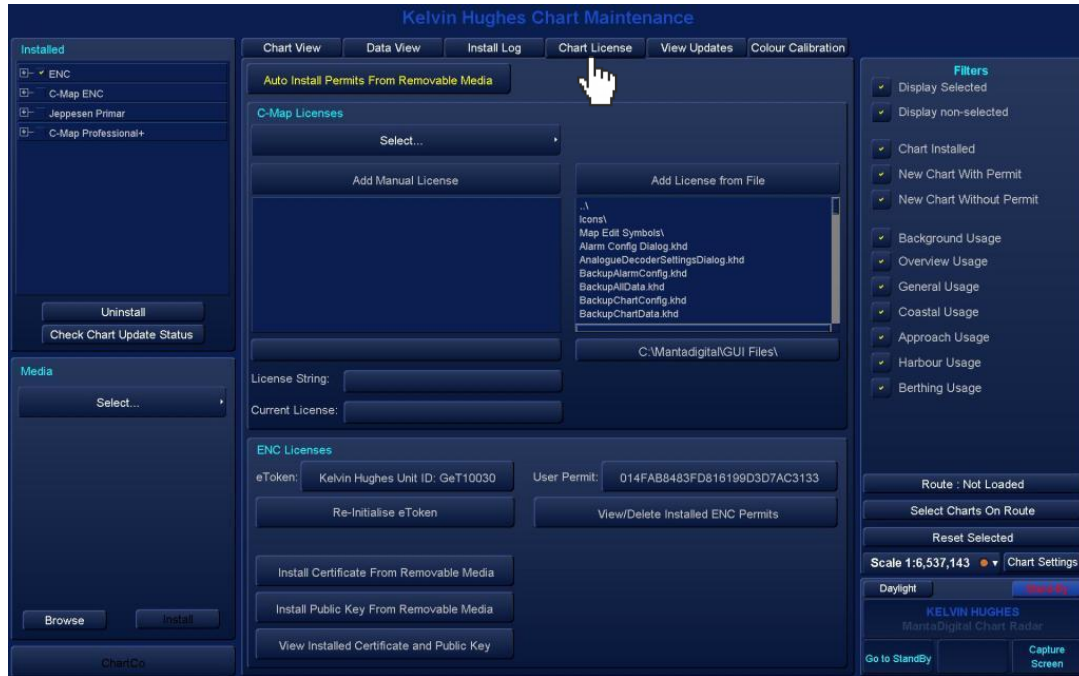 Kelvin Hughes Chart Maintenance
Installed
ENC
C-Map ENC
Jeppesen Primar
C-Map Professional+
Uninstall
Check Chart Update Status
Media
Select...
Browse
Install
ChartCo
Chart View
Data View
Install Log
Chart License
View Updates
Colour Calibration
Auto Install Permits From Removable Media
C-Map Licenses
Select...
Add Manual License
Add License from File
..\
Icons\
Map Edit Symbols\
Alarm Config Dialog.khd
AnalogueDecoderSettingsDialog.khd
BackupAlarmConfig.khd
BackupAllData.khd
BackupChartConfig.khd
BackupChartData.khd
C:\Mantadigital\GUI Files\
License String:
Current License:
ENC Licenses
eToken:
Kelvin Hughes Unit ID: GeT10030
User Permit:
014FAB8483FD816199D3D7AC3133
Re-Initialise eToken
View/Delete Installed ENC Permits
Install Certificate From Removable Media
Install Public Key From Removable Media
View Installed Certificate and Public Key
Filters
Display Selected
Display non-selected
Chart Installed
New Chart With Permit
New Chart Without Permit
Background Usage
Overview Usage
General Usage
Coastal Usage
Approach Usage
Harbour Usage
Berthing Usage
Route : Not Loaded
Select Charts On Route
Reset Selected
Scale 1:6,537,143
Chart Settings
Daylight
KELVIN HUGHES
MantaDigital Chart Radar
Go to StandBy
Capture
Screen